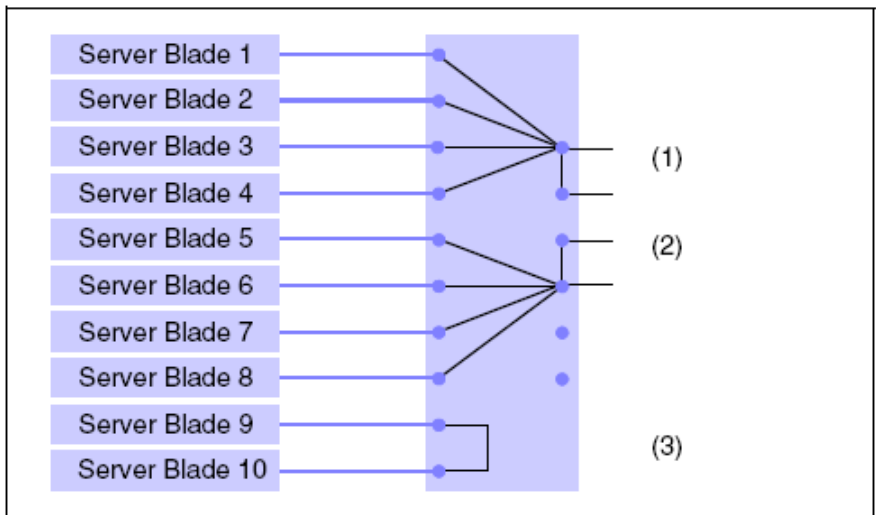 Server Blade 1
Server Blade 2
Server Blade 3
Server Blade 4
Server Blade 5
Server Blade 6
Server Blade 7
Server Blade 8
Server Blade 9
Server Blade 10
(1)
(2)
(3)